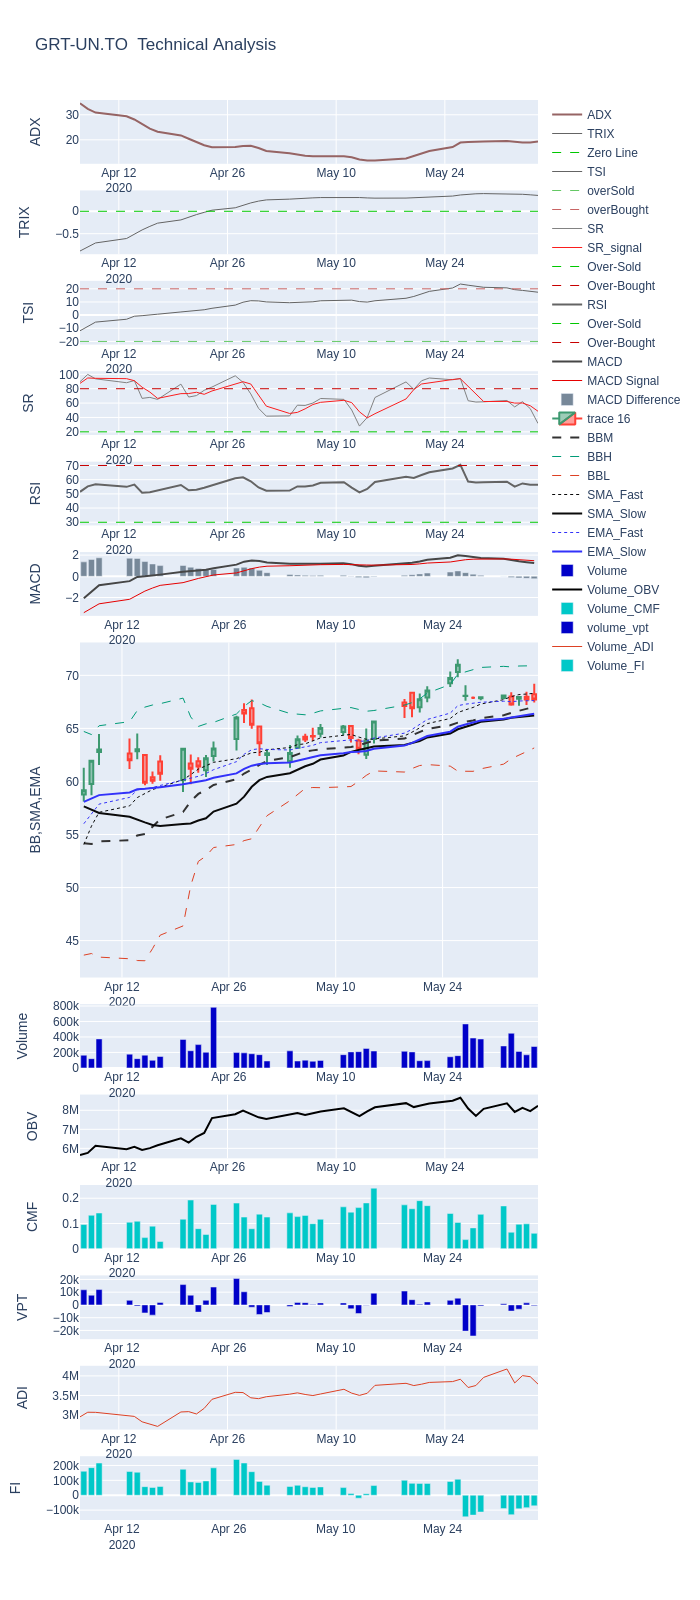 GRT-UN.TO  Technical Analysis
ADX
30
20
Apr 12
2020
Apr 26
May 10
May 24
TRIX
0
−0.5
Apr 12
2020
Apr 26
May 10
May 24
TSI
20
10
0
−10
−20
Apr 12
2020
Apr 26
May 10
May 24
SR
100
80
60
40
20
Apr 12
2020
Apr 26
May 10
May 24
RSI
70
60
50
40
30
Apr 12
2020
Apr 26
May 10
May 24
MACD
2
0
−2
Apr 12
2020
Apr 26
May 10
May 24
BB,SMA,EMA
70
65
60
55
50
45
Apr 12
2020
Apr 26
May 10
May 24
Volume
800k
600k
400k
200k
0
Apr 12
2020
Apr 26
May 10
May 24
OBV
8M
7M
6M
Apr 12
2020
Apr 26
May 10
May 24
CMF
0.2
0.1
0
Apr 12
2020
Apr 26
May 10
May 24
VPT
20k
10k
0
−10k
−20k
Apr 12
2020
Apr 26
May 10
May 24
ADI
4M
3.5M
3M
Apr 12
2020
Apr 26
May 10
May 24
FI
200k
100k
0
−100k
Apr 12
2020
Apr 26
May 10
May 24
ADX
TRIX
Zero Line
TSI
overSold
overBought
SR
SR_signal
Over-Sold
Over-Bought
RSI
Over-Sold
Over-Bought
MACD
MACD Signal
MACD Difference
trace 16
BBM
BBH
BBL
SMA_Fast
SMA_Slow
EMA_Fast
EMA_Slow
Volume
Volume_OBV
Volume_CMF
volume_vpt
Volume_ADI
Volume_FI